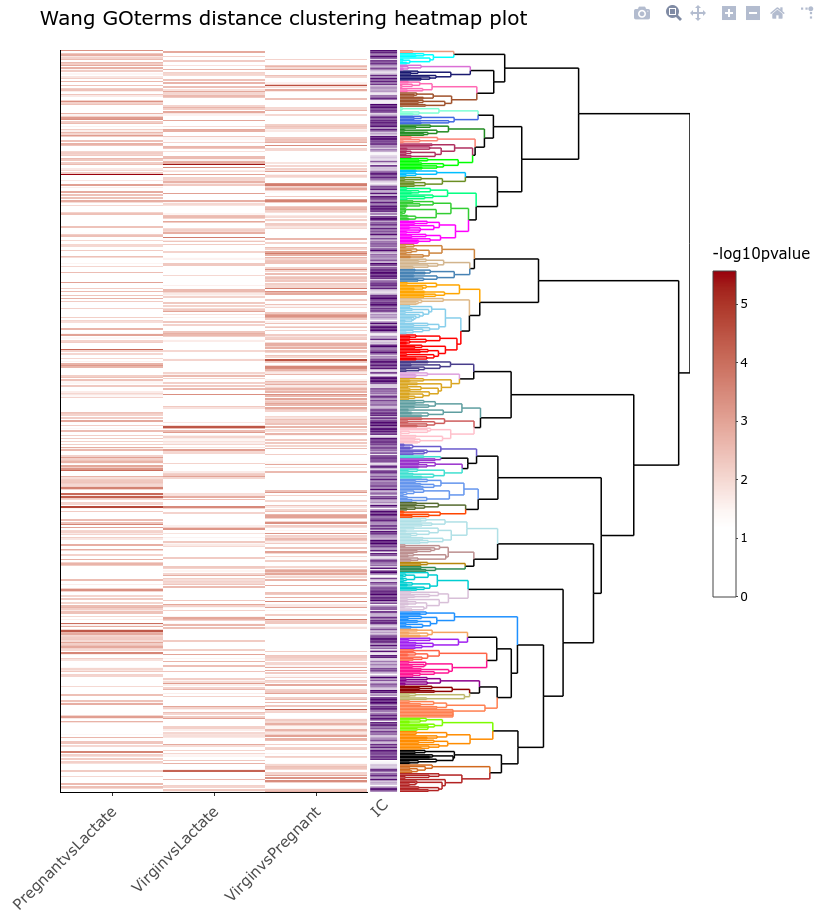 Wang GOterms distance clustering heatmap plot
-log10pvalue
5
4
3
2
1
0
PregnantvsLactate
VirginvsLactate
VirginvsPregnant
IC